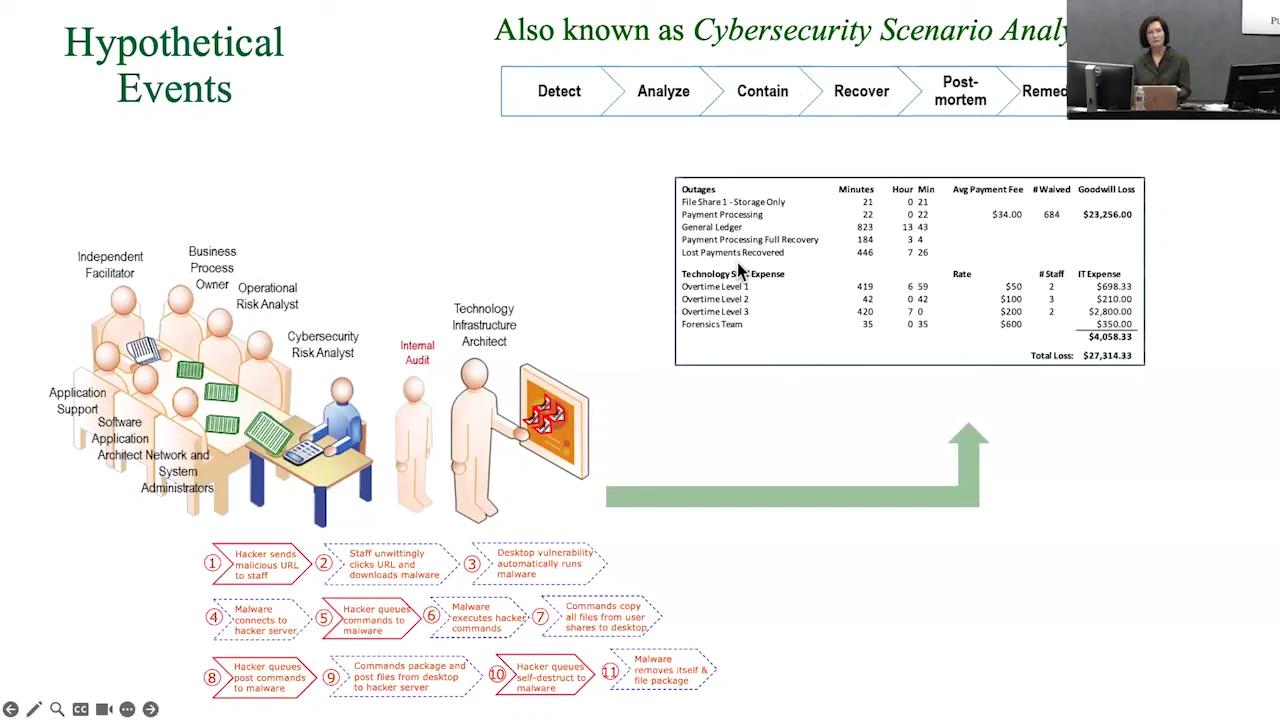 Hypothetical
Events
Also known as Cybersecurity Scenario
Detect
Analyze
Contain
Recover
Post-
mortem
Outages Minutes Hour Min Avg Payment Fee # Waived Goodwill Loss
File Share 1 - Storage Only 21 0 21
Payment Processing 22 0 22 $34.00 684 $23,256.00
General Ledger 823 13 43
Payment Processing Full Recovery 184 3 4
Lost Payments Recovered 446 7 26
Technology Expense Rate # Staff IT Expense
Overtime Level 1 419 6 59 $50 2 $698.33
Overtime Level 2 42 0 42 $100 3 $210.00
Overtime Level 3 420 7 0 $200 2 $2,800.00
Forensics Team 35 0 35 $600 $350.00
$4,058.33
Total Loss: $27,314.33
Independent
Facilitator
Business
Process
Owner
Operational
Risk Analyst
Cybersecurity
Risk Analyst
Internal
Audit
Technology
Infrastructure
Architect
Application
Support
Software
Application
Architect
Network and
System
Administrators
1 Hacker sends
malicious URL
to staff
2 Staff unwittingly
clicks URL and
downloads malware
3 Desktop vulnerability
automatically runs
malware
4 Malware
connects to
hacker server
5 Hacker queues
commands to
malware
6 Malware
executes hacker
commands
7 Commands copy
all files from user
shares to desktop
8 Hacker queues
post commands
to malware
9 Commands package and
post files from desktop
to hacker server
10 Hacker queues
self-destruct to
malware
11 Malware
removes itself &
file package
CC